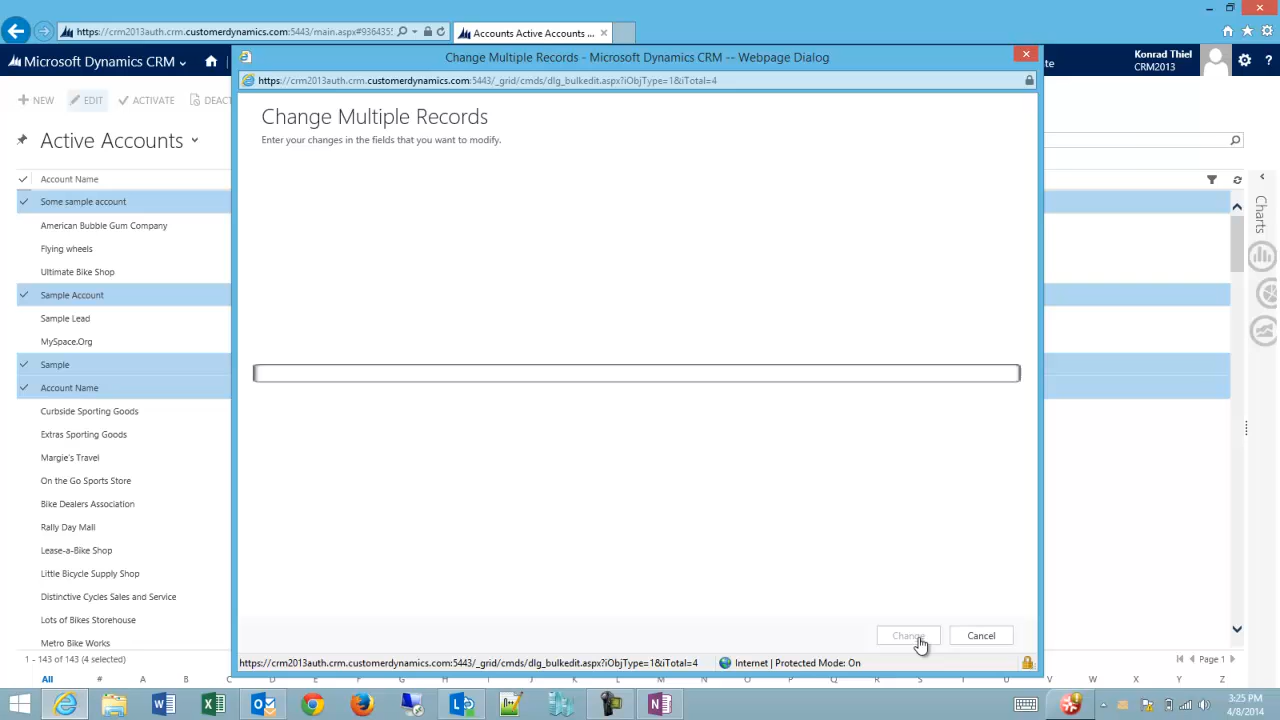 https://crm2013auth.crm.customerdynamics.com:5443/main.aspx#936435
Accounts Active Accounts ...
Microsoft Dynamics CRM
Change Multiple Records - Microsoft Dynamics CRM -- Webpage Dialog
Konrad Thiel
CRM2013
https://crm2013auth.crm.customerdynamics.com:5443/_grid/cmds/dlg_bulkedit.aspx?iObjType=1&iTotal=4
NEW
EDIT
ACTIVATE
DEACT
Change Multiple Records
Enter your changes in the fields that you want to modify.
Active Accounts
Account Name
Some sample account
American Bubble Gum Company
Flying wheels
Ultimate Bike Shop
Sample Account
Sample Lead
MySpace.Org
Sample
Account Name
Curbside Sporting Goods
Extras Sporting Goods
Margie's Travel
On the Go Sports Store
Bike Dealers Association
Rally Day Mall
Lease-a-Bike Shop
Little Bicycle Supply Shop
Distinctive Cycles Sales and Service
Lots of Bikes Storehouse
Metro Bike Works
Charts
Change
Cancel
https://crm2013auth.crm.customerdynamics.com:5443/_grid/cmds/dlg_bulkedit.aspx?iObjType=1&iTotal=4
Internet | Protected Mode: On
1 - 143 of 143 (4 selected)
Page 1
All # A B C D E F G H I J K L M N O P Q R S T U V W X Y Z
3:25 PM
4/8/2014